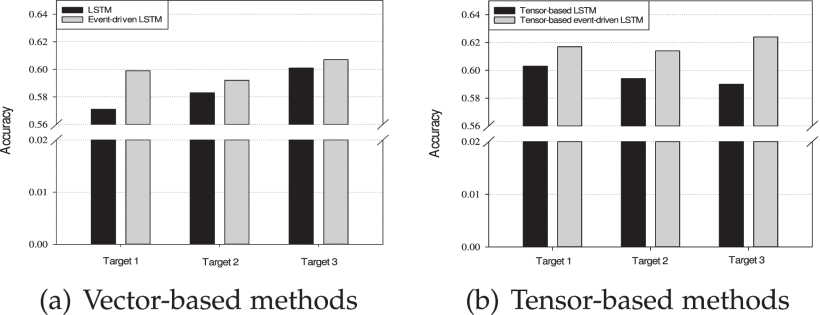 LSTM
Event-driven LSTM
0.64
0.62
0.60
0.58
0.56
0.02
0.01
0.00
Accuracy
Target 1 Target 2 Target 3
(a) Vector-based methods
Tensor-based LSTM
Tensor-based event-driven LSTM
0.64
0.62
0.60
0.58
0.56
0.02
0.01
0.00
Accuracy
Target 1 Target 2 Target 3
(b) Tensor-based methods